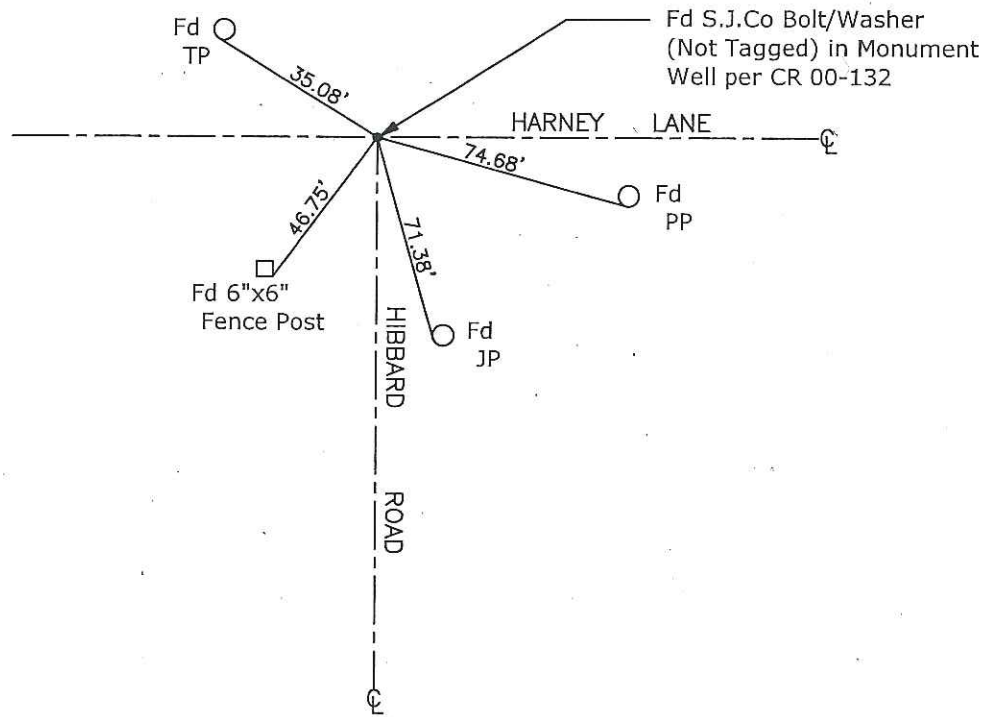 Fd
TP
35.08'
Fd S.J.Co Bolt/Washer
(Not Tagged) in Monument
Well per CR 00-132
HARNEY LANE
℄
74.68'
Fd
PP
46.75'
71.38'
Fd 6"x6"
Fence Post
Fd
JP
HIBBARD
ROAD
℄